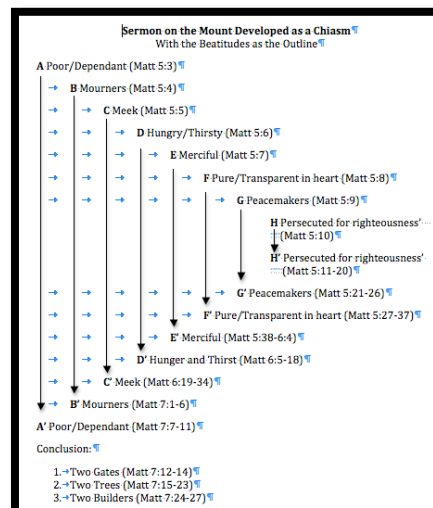 Sermon on the Mount Developed as a Chiasm
With the Beatitudes as the Outline
A Poor/Dependant (Matt 5:3)
B Mourners (Matt 5:4)
C Meek (Matt 5:5)
D Hungry/Thirsty (Matt 5:6)
E Merciful (Matt 5:7)
F Pure/Transparent in heart (Matt 5:8)
G Peacemakers (Matt 5:9)
H Persecuted for righteousness'
(Matt 5:10)
H' Persecuted for righteousness'
(Matt 5:11-20)
G' Peacemakers (Matt 5:21-26)
F' Pure/Transparent in heart (Matt 5:27-37)
E' Merciful (Matt 5:38-6:4)
D' Hunger and Thirst (Matt 6:5-18)
C' Meek (Matt 6:19-34)
B' Mourners (Matt 7:1-6)
A' Poor/Dependant (Matt 7:7-11)
Conclusion:
1. Two Gates (Matt 7:12-14)
2. Two Trees (Matt 7:15-23)
3. Two Builders (Matt 7:24-27)